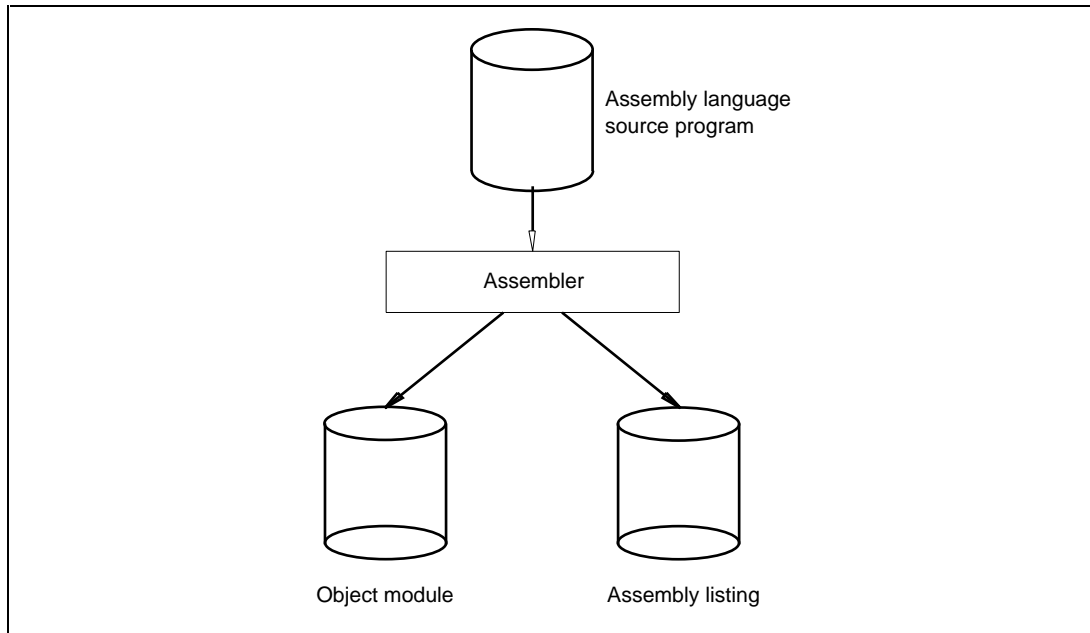 Assembly language
source program
Assembler
Object module
Assembly listing